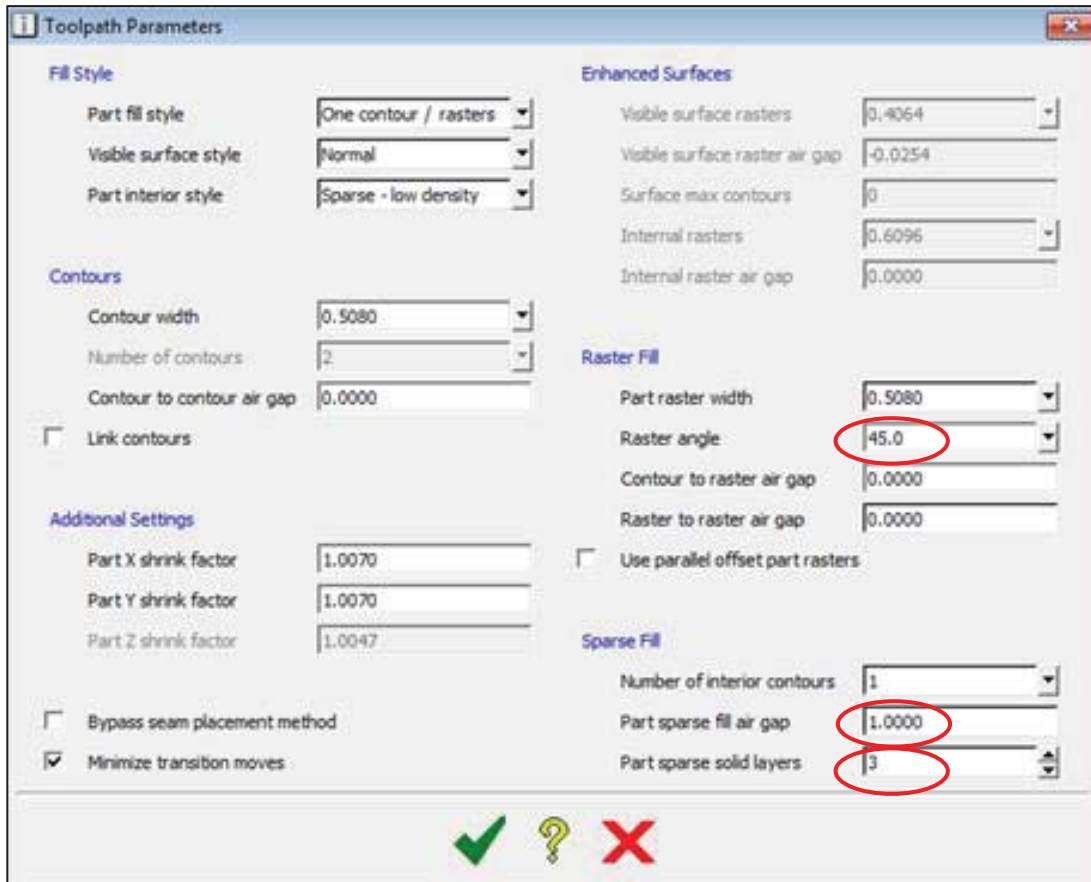 Toolpath Parameters
Fill Style
Part fill style One contour / rasters
Visible surface style Normal
Part interior style Sparse - low density
Contours
Contour width 0.5080
Number of contours 2
Contour to contour air gap 0.0000
Link contours
Additional Settings
Part X shrink factor 1.0070
Part Y shrink factor 1.0070
Part Z shrink factor 1.0047
Bypass seam placement method
Minimize transition moves
Enhanced Surfaces
Visible surface rasters 0.4064
Visible surface raster air gap -0.0254
Surface max contours 0
Internal rasters 0.6096
Internal raster air gap 0.0000
Raster Fill
Part raster width 0.5080
Raster angle 45.0
Contour to raster air gap 0.0000
Raster to raster air gap 0.0000
Use parallel offset part rasters
Sparse Fill
Number of interior contours 1
Part sparse fill air gap 1.0000
Part sparse solid layers 3